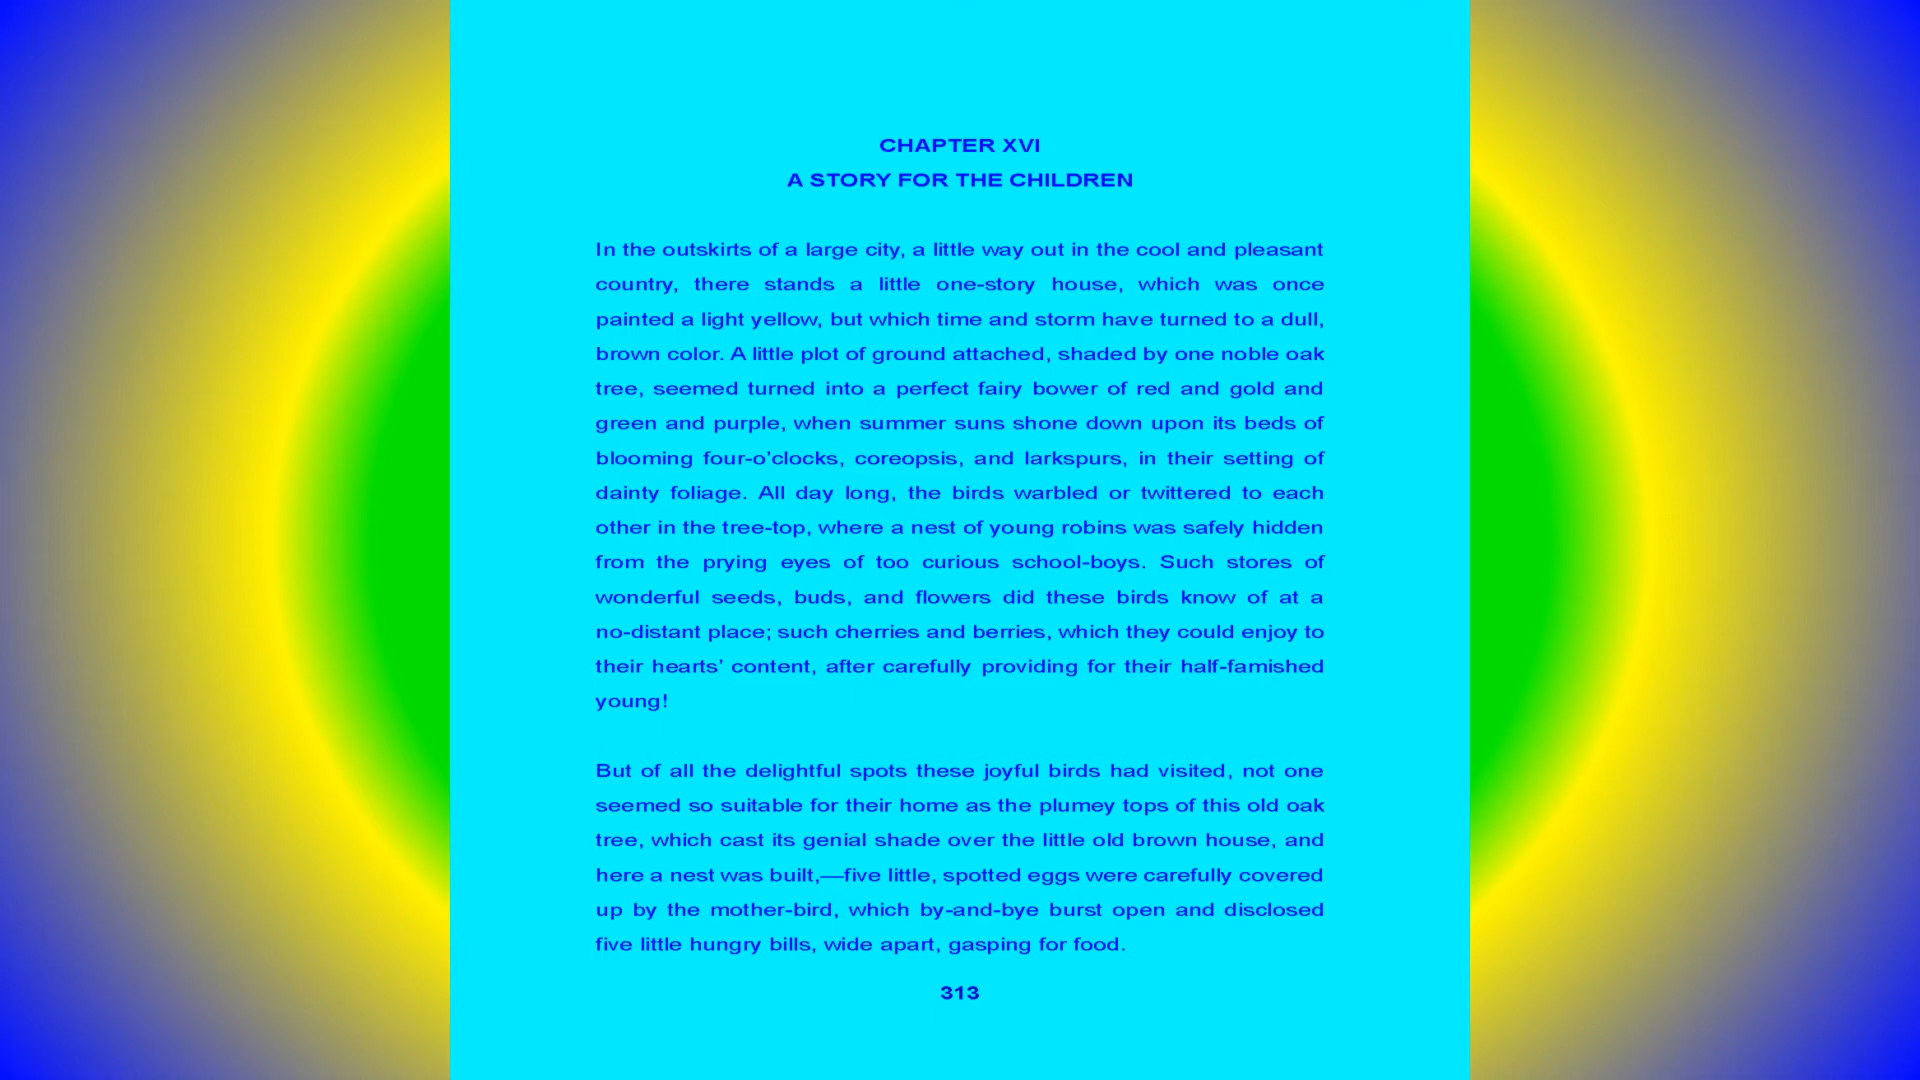 CHAPTER XVI
A STORY FOR THE CHILDREN
In the outskirts of a large city, a little way out in the cool and pleasant
country, there stands a little one-story house, which was once
painted a light yellow, but which time and storm have turned to a dull,
brown color. A little plot of ground attached, shaded by one noble oak
tree, seemed turned into a perfect fairy bower of red and gold and
green and purple, when summer suns shone down upon its beds of
blooming four-o’clocks, coreopsis, and larkspurs, in their setting of
dainty foliage. All day long, the birds warbled or twittered to each
other in the tree-top, where a nest of young robins was safely hidden
from the prying eyes of too curious school-boys. Such stores of
wonderful seeds, buds, and flowers did these birds know of at a
no-distant place; such cherries and berries, which they could enjoy to
their hearts’ content, after carefully providing for their half-famished
young!
But of all the delightful spots these joyful birds had visited, not one
seemed so suitable for their home as the plumey tops of this old oak
tree, which cast its genial shade over the little old brown house, and
here a nest was built,—five little, spotted eggs were carefully covered
up by the mother-bird, which by-and-bye burst open and disclosed
five little hungry bills, wide apart, gasping for food.
313